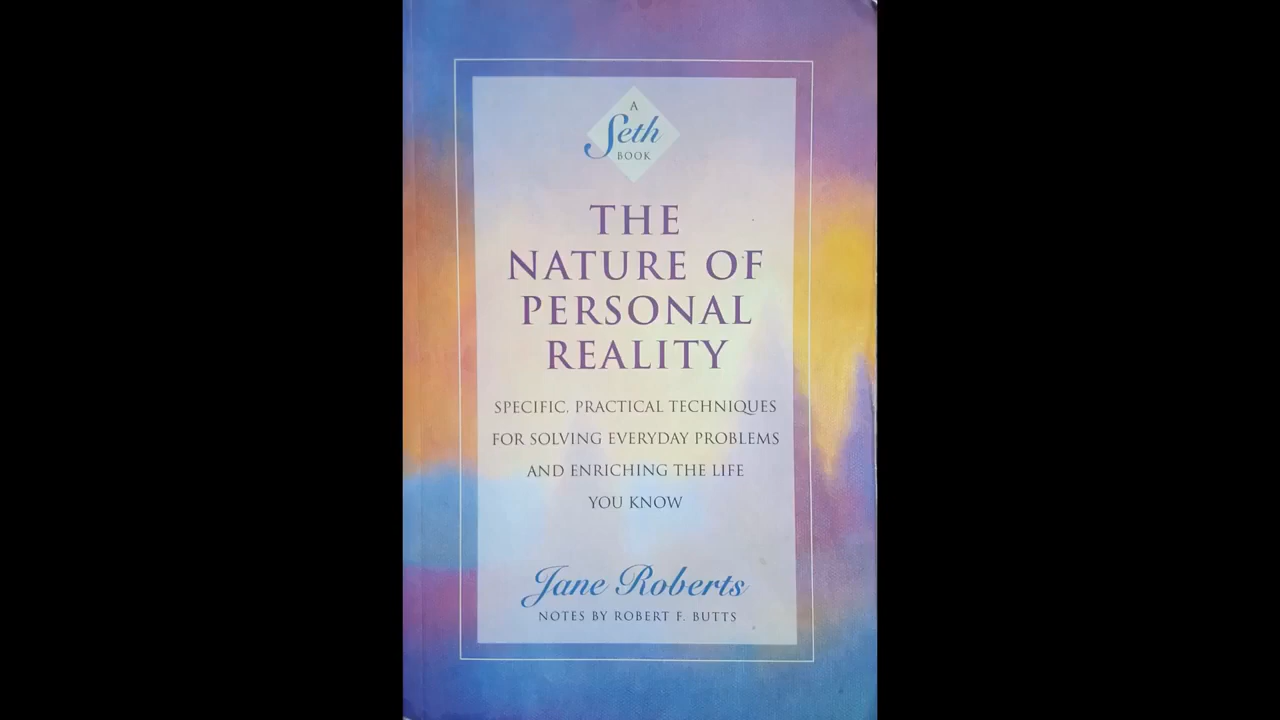 A
Seth
BOOK
THE
NATURE OF
PERSONAL
REALITY
SPECIFIC, PRACTICAL TECHNIQUES
FOR SOLVING EVERYDAY PROBLEMS
AND ENRICHING THE LIFE
YOU KNOW
Jane Roberts
NOTES BY ROBERT F. BUTTS